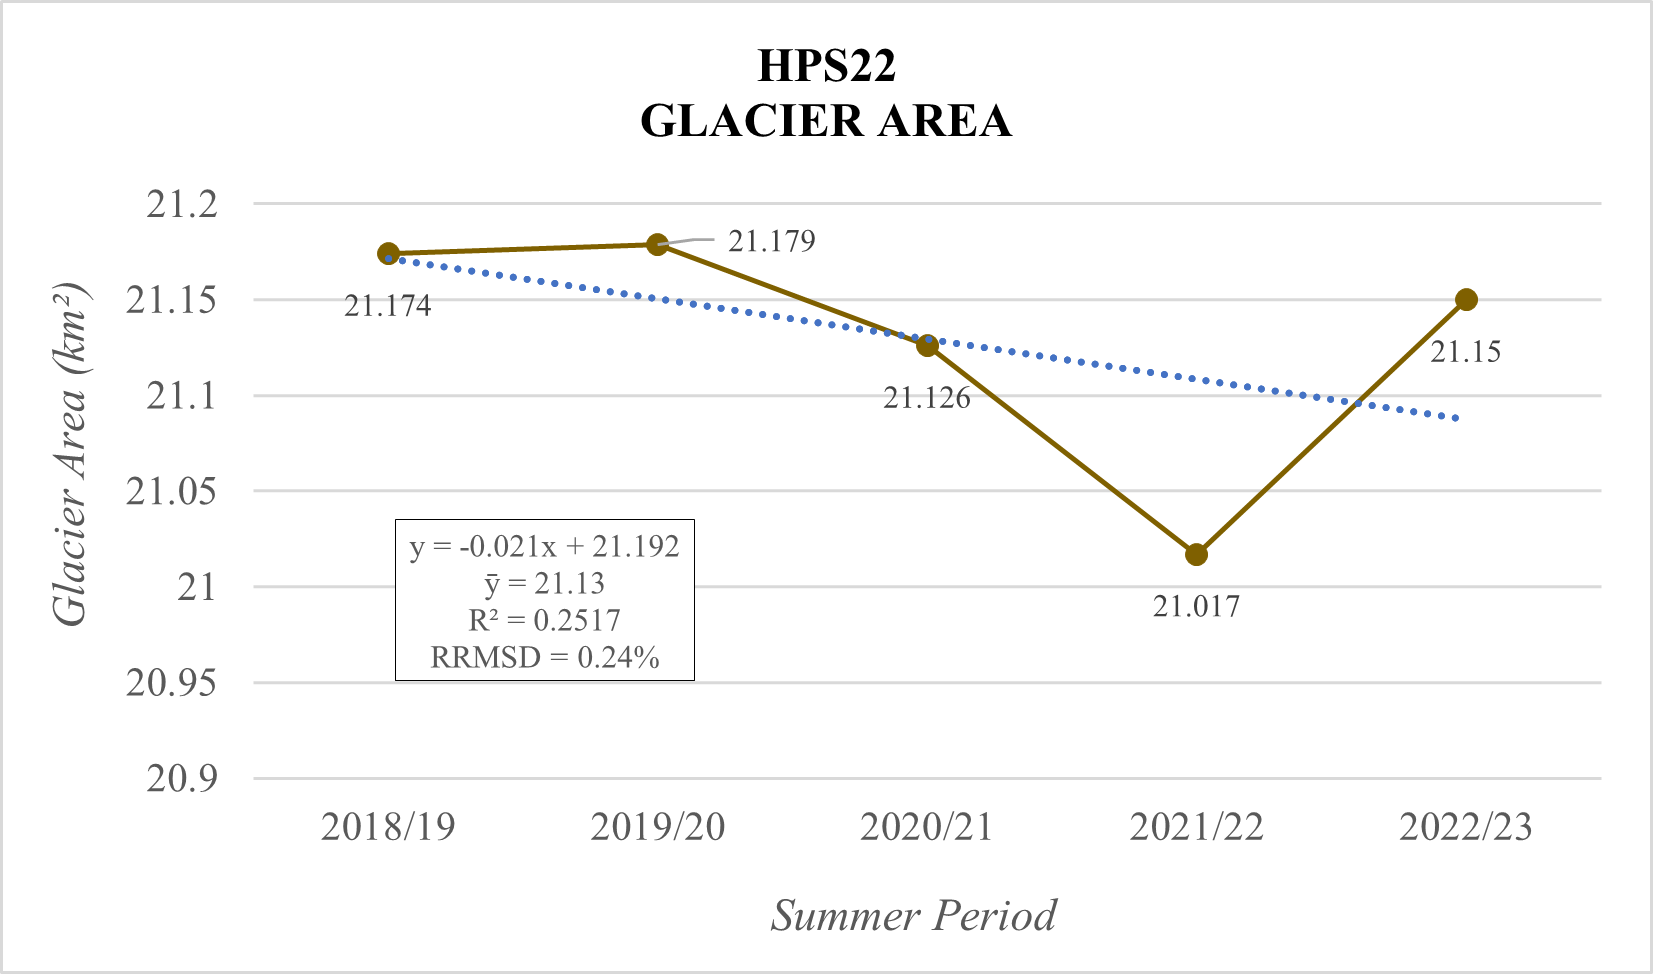 HPS22
GLACIER AREA
21.2
21.15
21.1
21.05
21
20.95
20.9
Glacier Area (km²)
21.174
21.179
21.126
21.017
21.15
y = -0.021x + 21.192
ȳ = 21.13
R² = 0.2517
RRMSD = 0.24%
2018/19 2019/20 2020/21 2021/22 2022/23
Summer Period